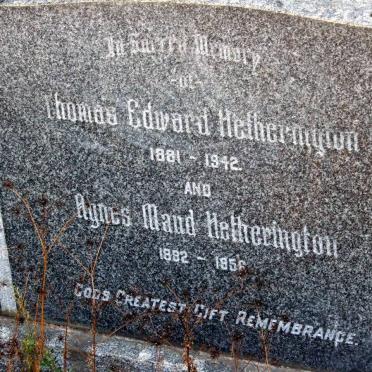 In Sacred Memory
- of -
Thomas Edward Hetherington
1881 - 1942.
AND
Agnes Maud Hetherington
1882 - 1956
GODS GREATEST GIFT REMEMBRANCE.